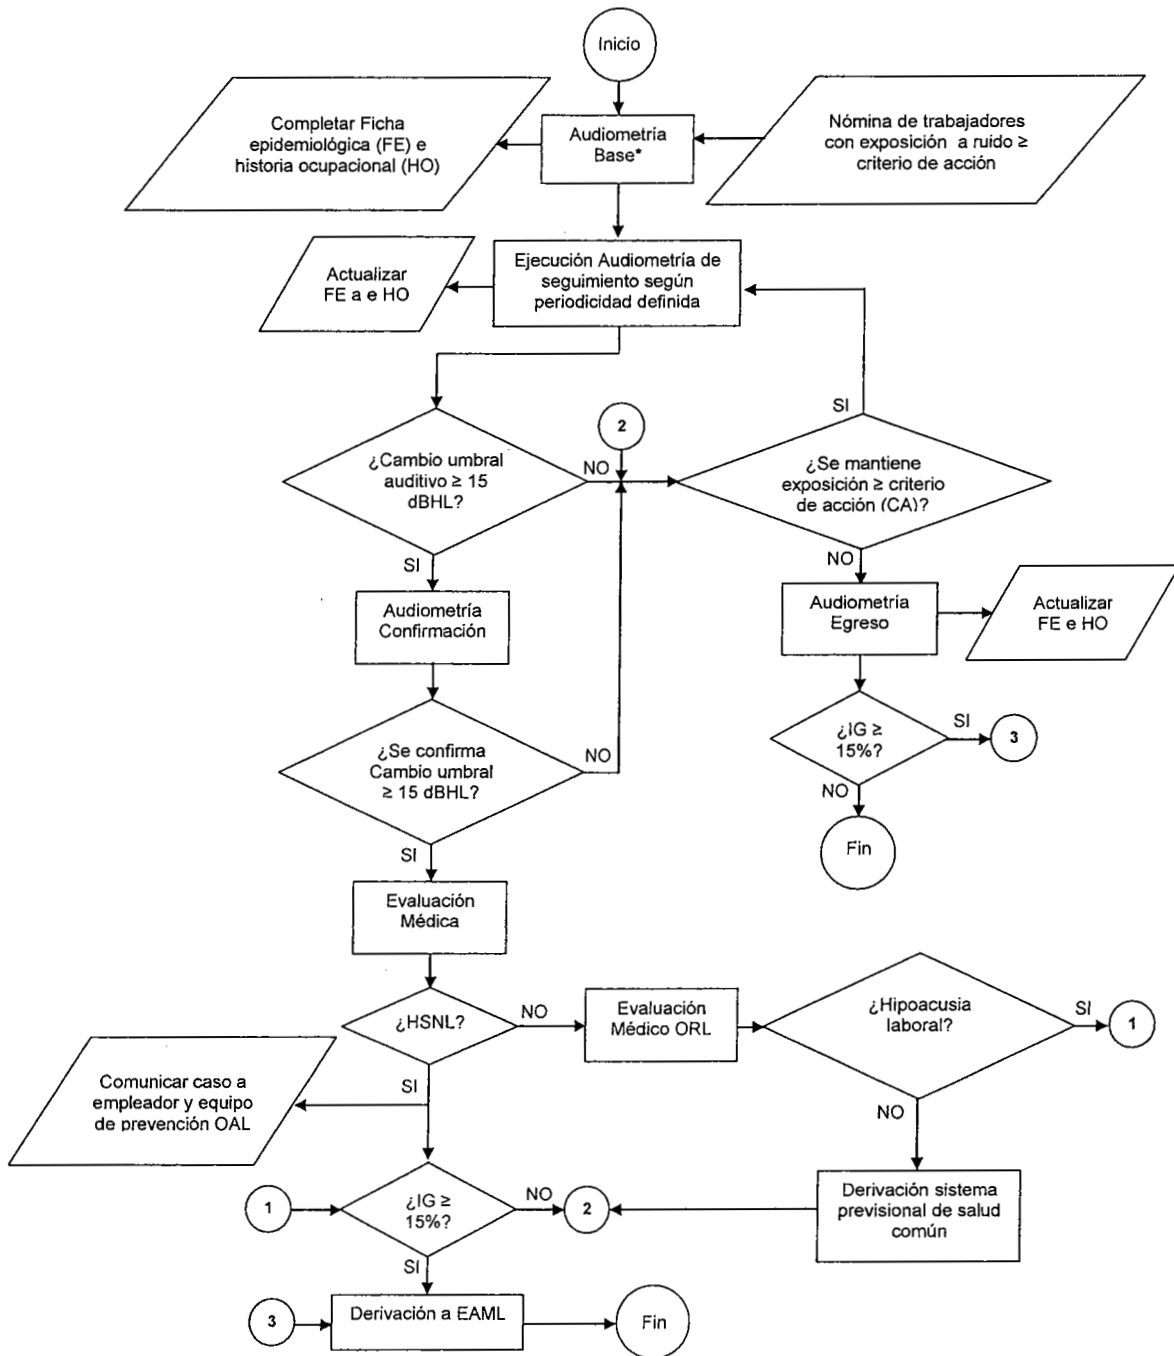 Inicio
Completar Ficha
epidemiológica (FE) e
historia ocupacional (HO)
Audiometría
Base*
Nómina de trabajadores
con exposición a ruido ≥
criterio de acción
Actualizar
FE a e HO
Ejecución Audiometría de
seguimiento según
periodicidad definida
SI
2
¿Cambio umbral
auditivo ≥ 15
dBHL?
NO
¿Se mantiene
exposición ≥ criterio
de acción (CA)?
SI
NO
Audiometría
Confirmación
Audiometría
Egreso
Actualizar
FE e HO
¿Se confirma
Cambio umbral
≥ 15 dBHL?
NO
¿IG ≥
15%?
SI
3
NO
SI
Fin
Evaluación
Médica
¿HSNL?
NO
Evaluación
Médico ORL
¿Hipoacusia
laboral?
SI
1
Comunicar caso a
empleador y equipo
de prevención OAL
SI
NO
1
¿IG ≥
15%?
NO
2
Derivación sistema
previsional de salud
común
SI
3
Derivación a EAML
Fin